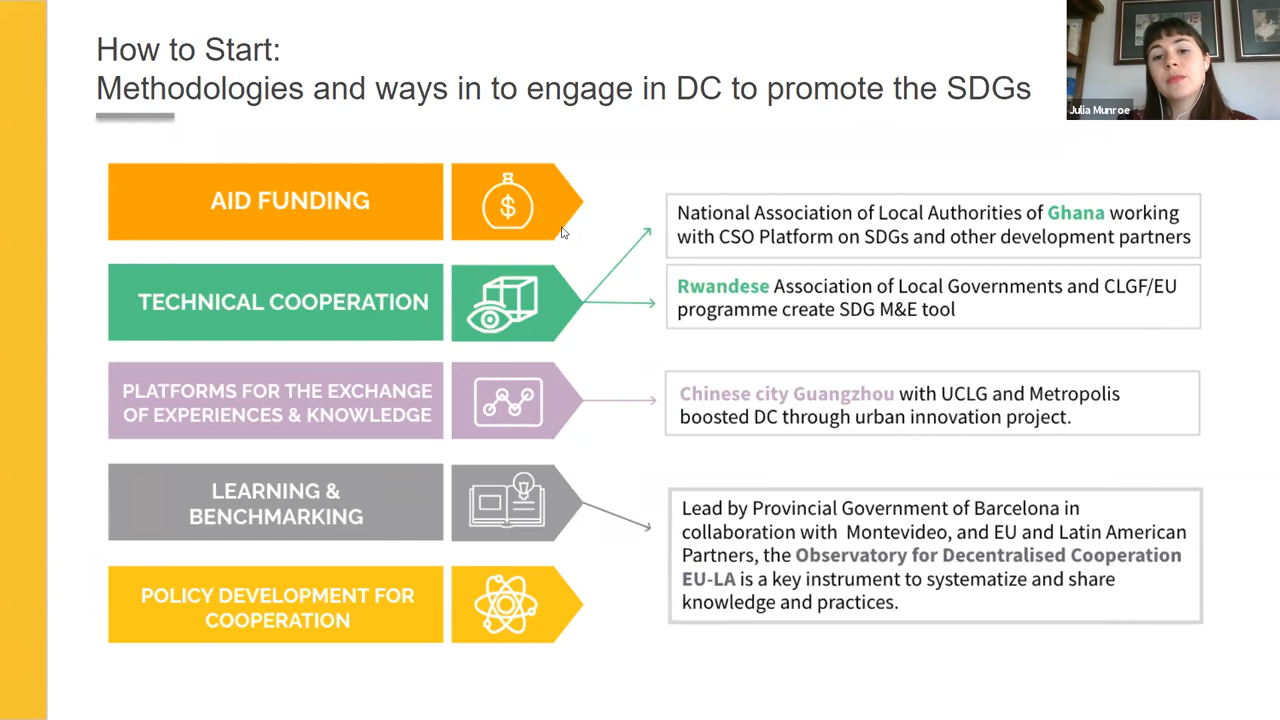 How to Start:
Methodologies and ways in to engage in DC to promote the SDGs
Julia Munroe
AID FUNDING
$
TECHNICAL COOPERATION
National Association of Local Authorities of Ghana working
with CSO Platform on SDGs and other development partners
Rwandese Association of Local Governments and CLGF/EU
programme create SDG M&E tool
PLATFORMS FOR THE EXCHANGE
OF EXPERIENCES & KNOWLEDGE
Chinese city Guangzhou with UCLG and Metropolis
boosted DC through urban innovation project.
LEARNING &
BENCHMARKING
Lead by Provincial Government of Barcelona in
collaboration with Montevideo, and EU and Latin American
Partners, the Observatory for Decentralised Cooperation
EU-LA is a key instrument to systematize and share
knowledge and practices.
POLICY DEVELOPMENT FOR
COOPERATION